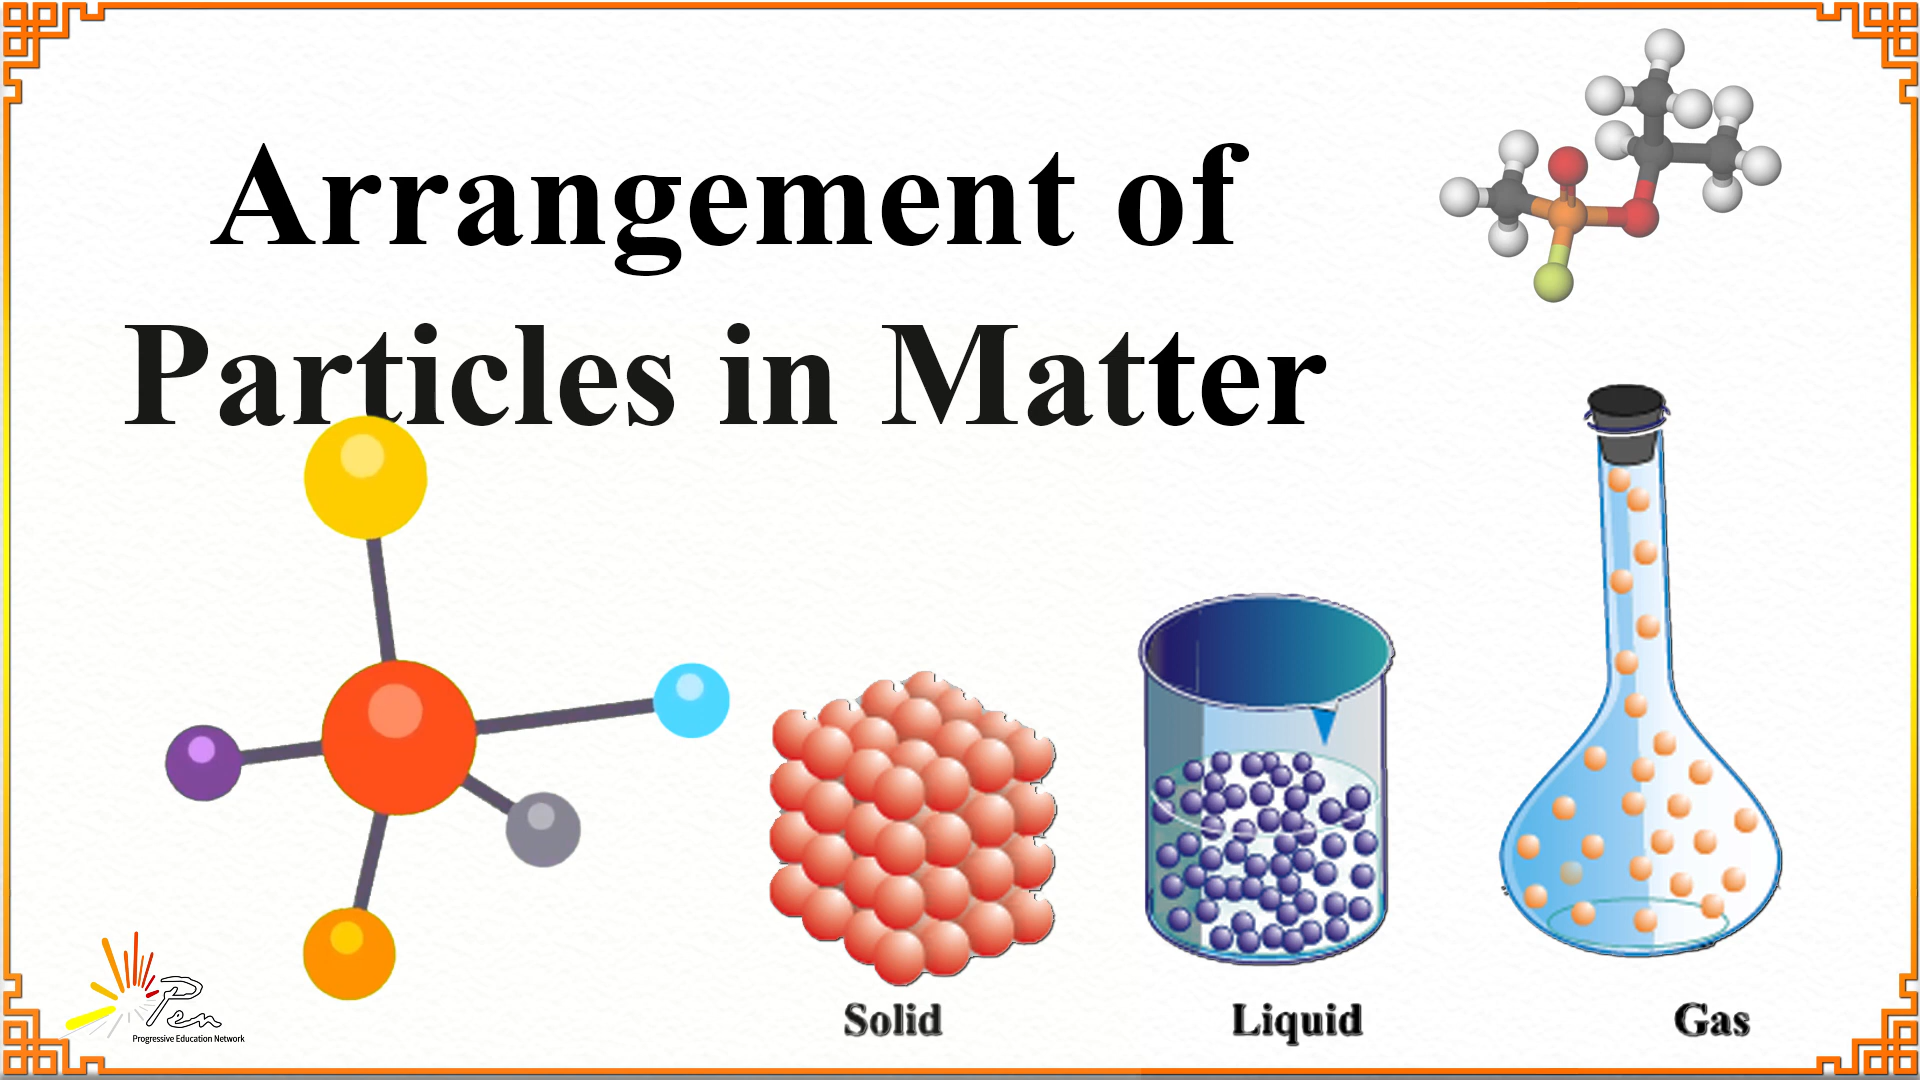 Arrangement of
Particles in Matter
Solid
Liquid
Gas
Pen
Progressive Education Network